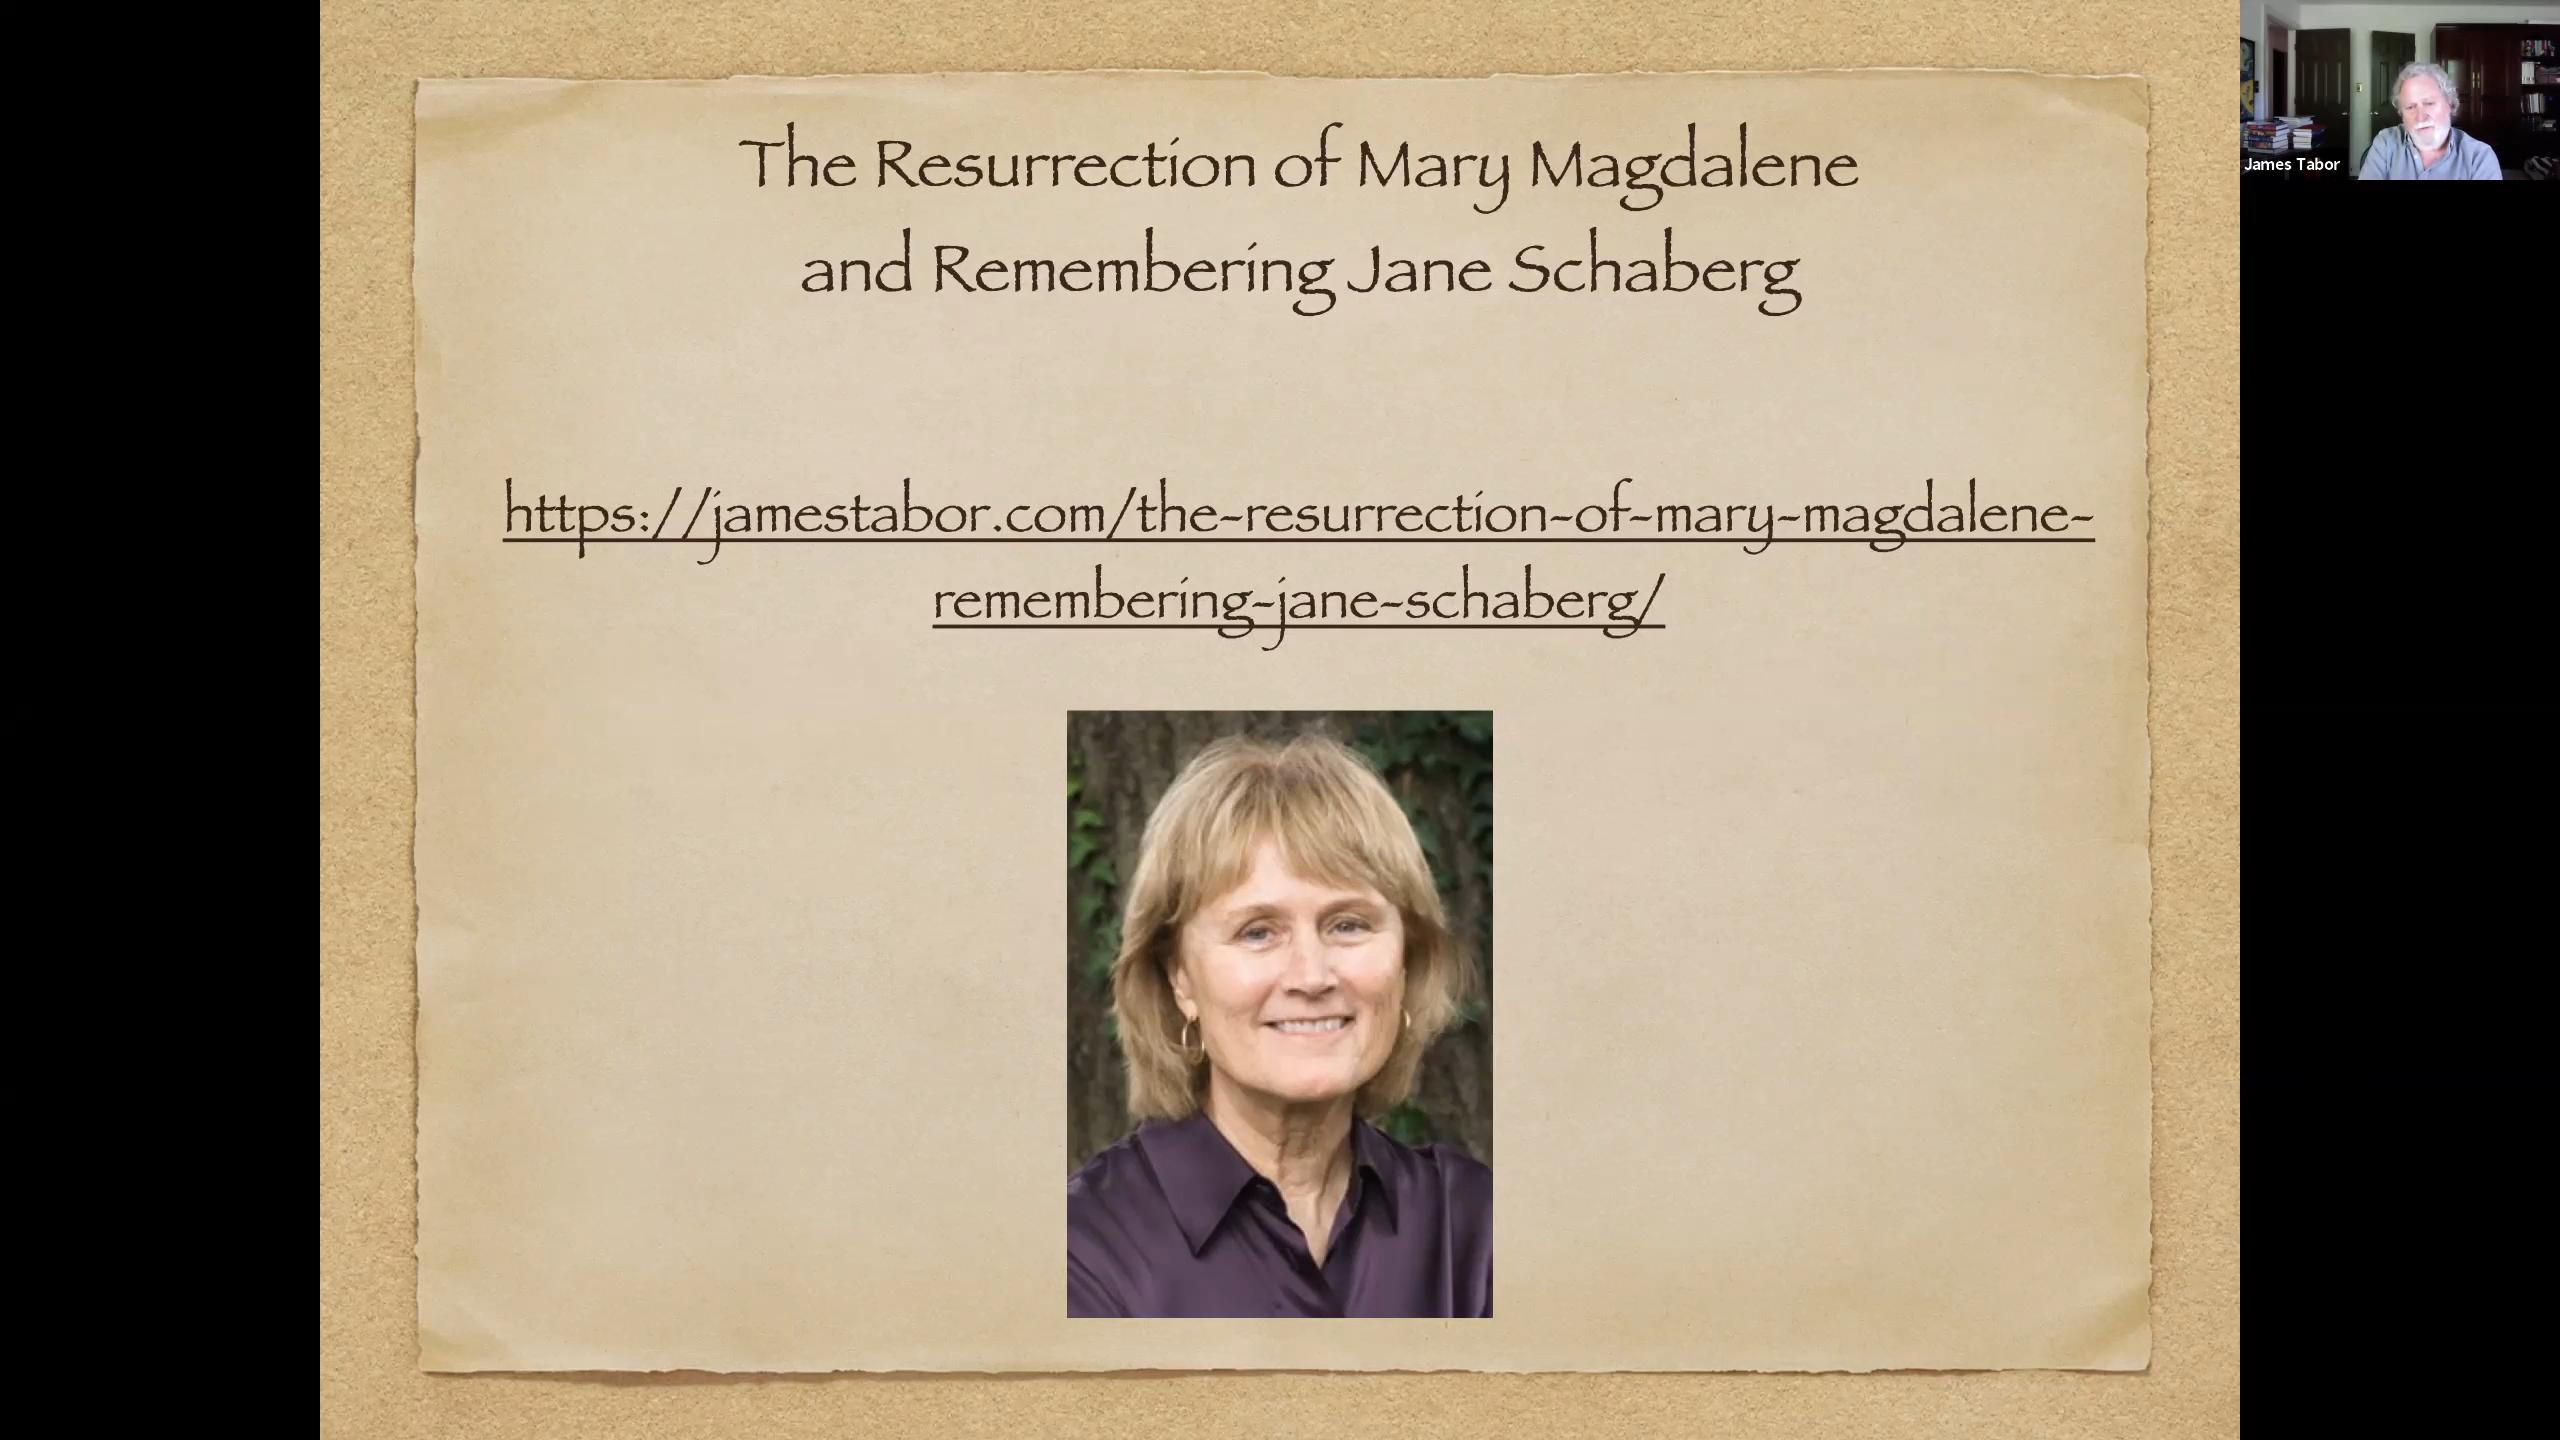 The Resurrection of Mary Magdalene
and Remembering Jane Schaberg
https://jamestabor.com/the-resurrection-of-mary-magdalene-
remembering-jane-schaberg/
James Tabor